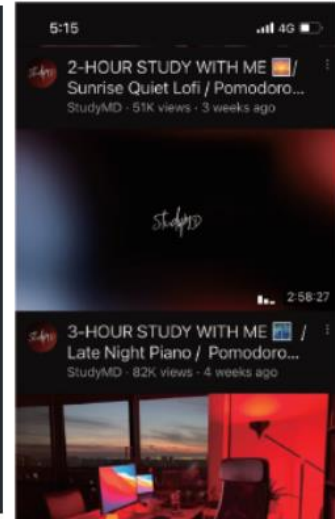 5:15 4G
2-HOUR STUDY WITH ME 🌅/
Sunrise Quiet Lofi / Pomodoro...
StudyMD · 51K views · 3 weeks ago
StudyMD
2:58:27
3-HOUR STUDY WITH ME 🌃 /
Late Night Piano / Pomodoro...
StudyMD · 82K views · 4 weeks ago